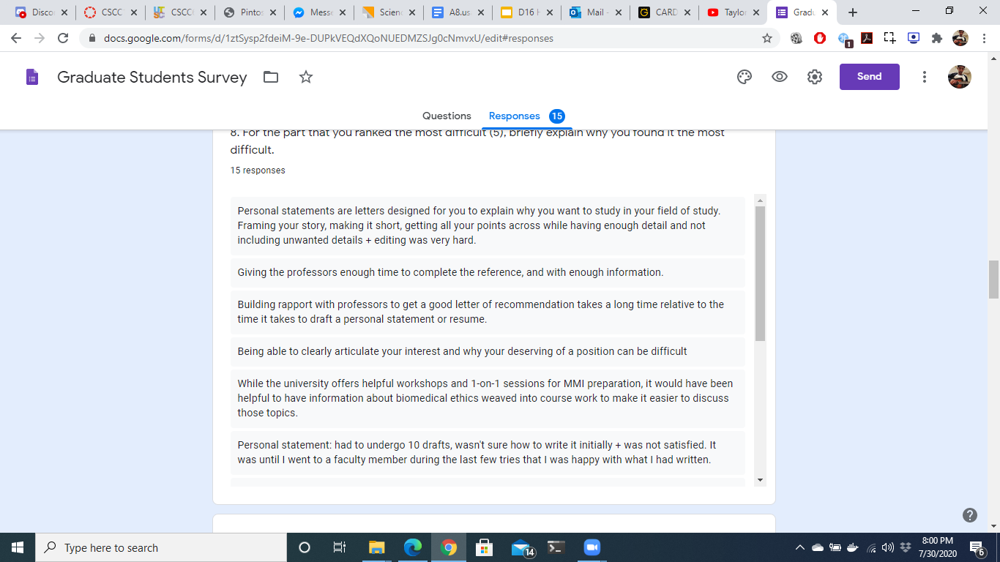 Disco
CSCC
CSCC
Pintos
Messe
Scienc
A8.us
D16 H
Mail -
CARD
Taylor
Gradu
docs.google.com/forms/d/1ztSysp2fdeiM-9e-DUPkVEQdXQoNUEDMZSJg0cNmvxU/edit#responses
1
Graduate Students Survey
Send
Questions
Responses 15
8. For the part that you ranked the most difficult (5), briefly explain why you found it the most
difficult.
15 responses
Personal statements are letters designed for you to explain why you want to study in your field of study.
Framing your story, making it short, getting all your points across while having enough detail and not
including unwanted details + editing was very hard.
Giving the professors enough time to complete the reference, and with enough information.
Building rapport with professors to get a good letter of recommendation takes a long time relative to the
time it takes to draft a personal statement or resume.
Being able to clearly articulate your interest and why your deserving of a position can be difficult
While the university offers helpful workshops and 1-on-1 sessions for MMI preparation, it would have been
helpful to have information about biomedical ethics weaved into course work to make it easier to discuss
those topics.
Personal statement: had to undergo 10 drafts, wasn't sure how to write it initially + was not satisfied. It
was until I went to a faculty member during the last few tries that I was happy with what I had written.
Type here to search
14
8:00 PM
7/30/2020
6